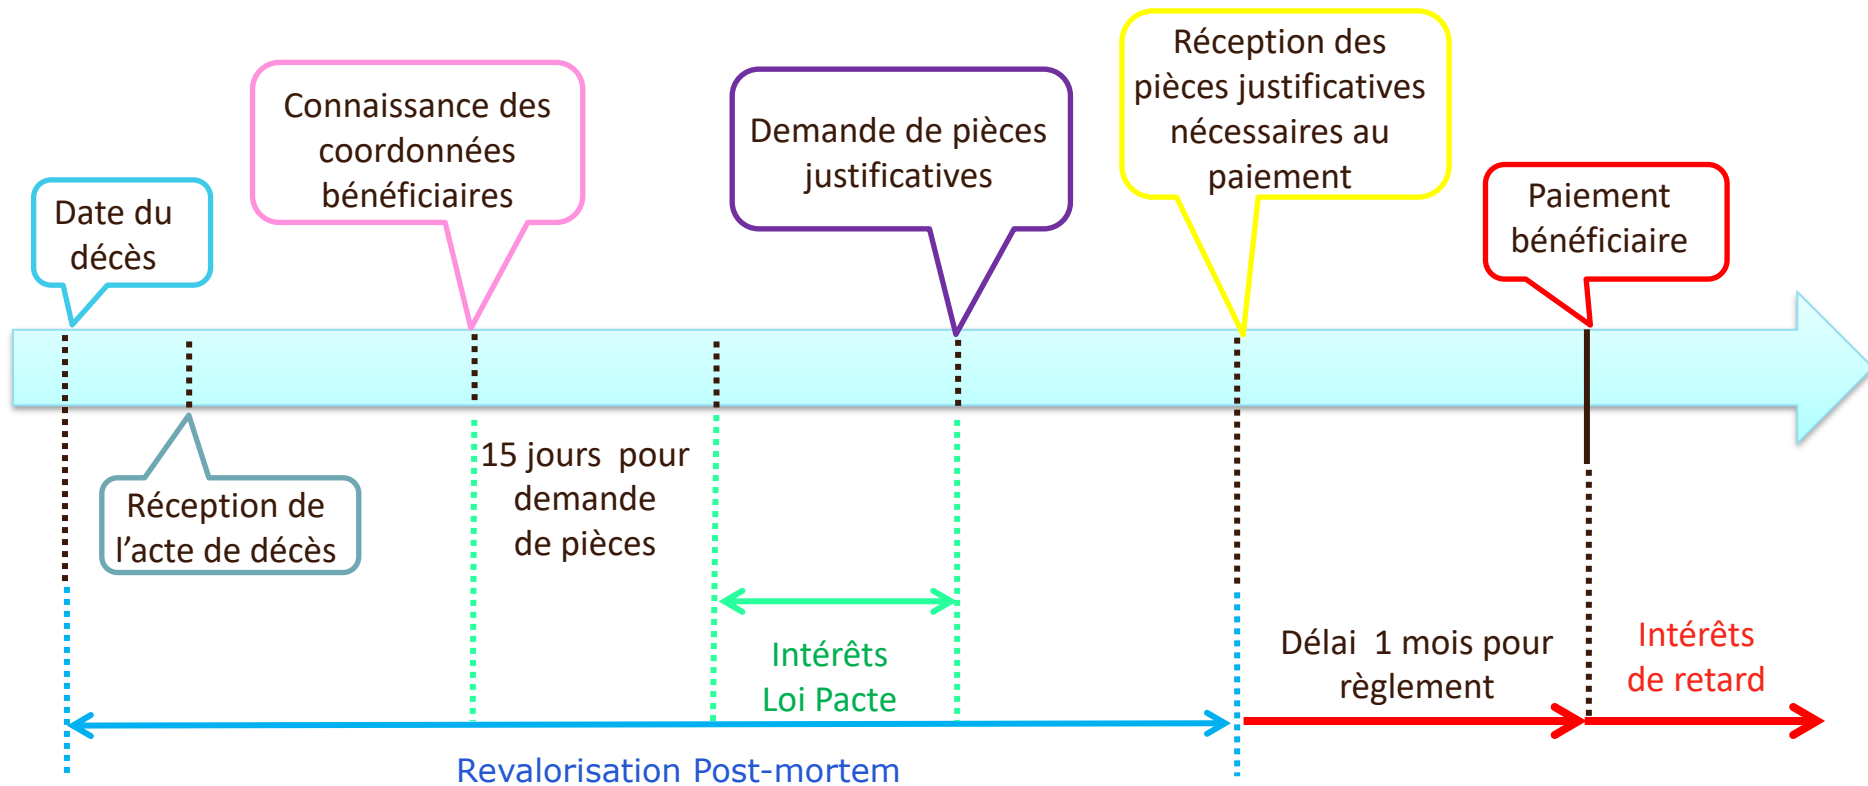 Date du
décès
Connaissance des
coordonnées
bénéficiaires
Demande de pièces
justificatives
Réception des
pièces justificatives
nécessaires au
paiement
Paiement
bénéficiaire
Réception de
l’acte de décès
15 jours  pour
demande
de pièces
Intérêts
Loi Pacte
Délai  1 mois pour
règlement
Intérêts
de retard
Revalorisation Post-mortem